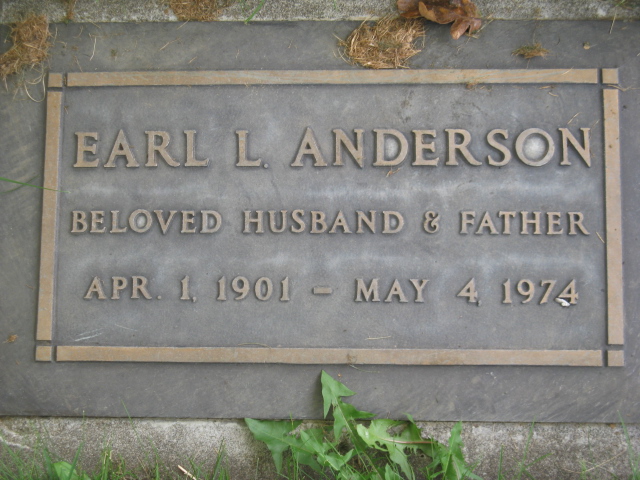 EARL L. ANDERSON
BELOVED HUSBAND & FATHER
APR. 1, 1901 – MAY 4, 1974